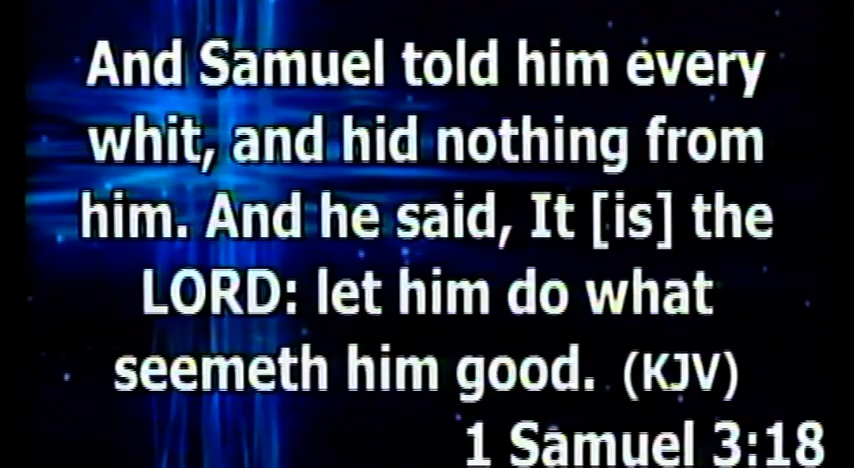 And Samuel told him every
whit, and hid nothing from
him. And he said, It [is] the
LORD: let him do what
seemeth him good. (KJV)
1 Samuel 3:18